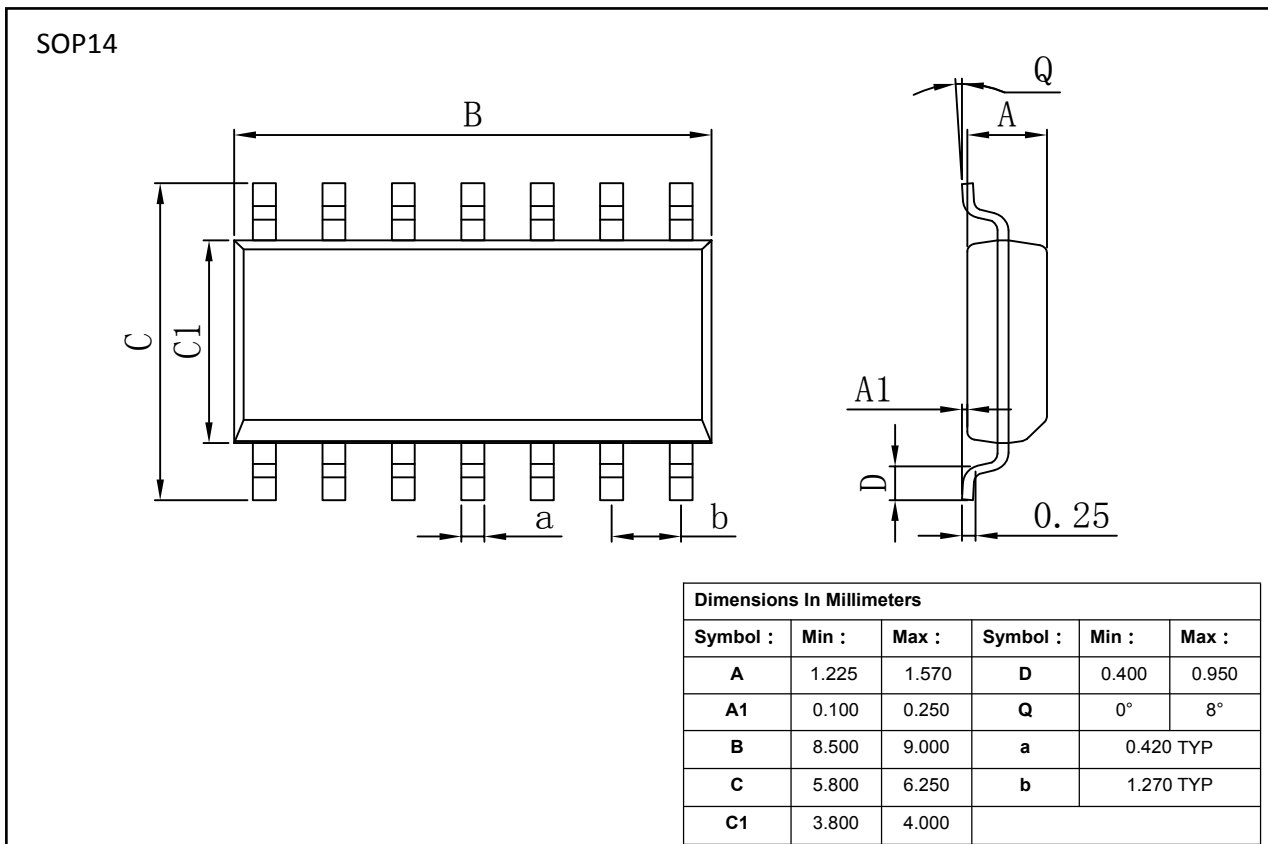 SOP14
Q
B
A
C
C1
A1
D
a
b
0.25
Dimensions In Millimeters
Symbol： Min： Max： Symbol： Min： Max：
A 1.225 1.570 D 0.400 0.950
A1 0.100 0.250 Q 0° 8°
B 8.500 9.000 a 0.420 TYP
C 5.800 6.250 b 1.270 TYP
C1 3.800 4.000